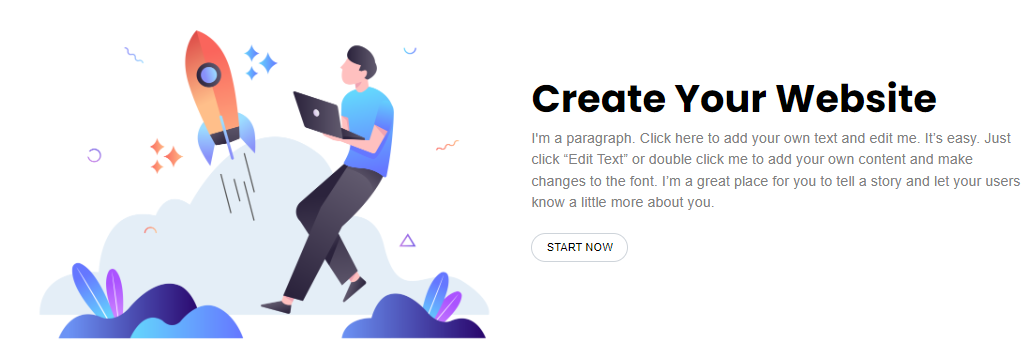 Create Your Website
I'm a paragraph. Click here to add your own text and edit me. It's easy. Just
click “Edit Text” or double click me to add your own content and make
changes to the font. I’m a great place for you to tell a story and let your users
know a little more about you.
START NOW